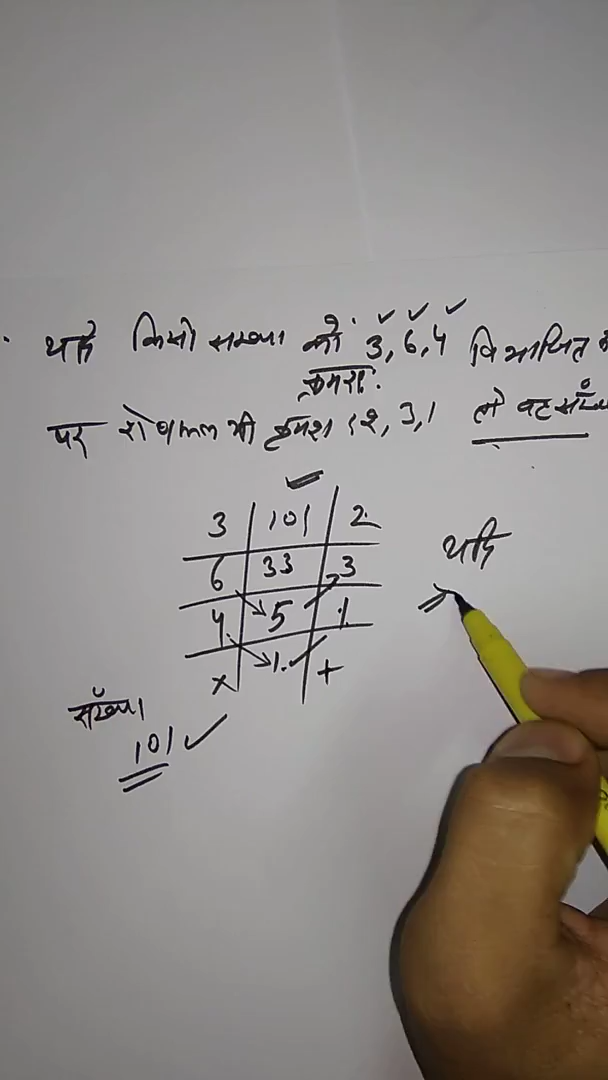 यदि किसी संख्या को 3, 6, 4 विभाजित
क्रमशः
पर शेषफल भी क्रमश 2, 3, 1 तो वह संख्या
3 101 2
6 33 3
4 5 1
x 1 +
यदि
संख्या
101